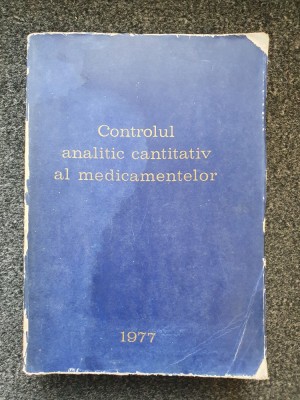 Controlul
analitic cantitativ
al medicamentelor
1977